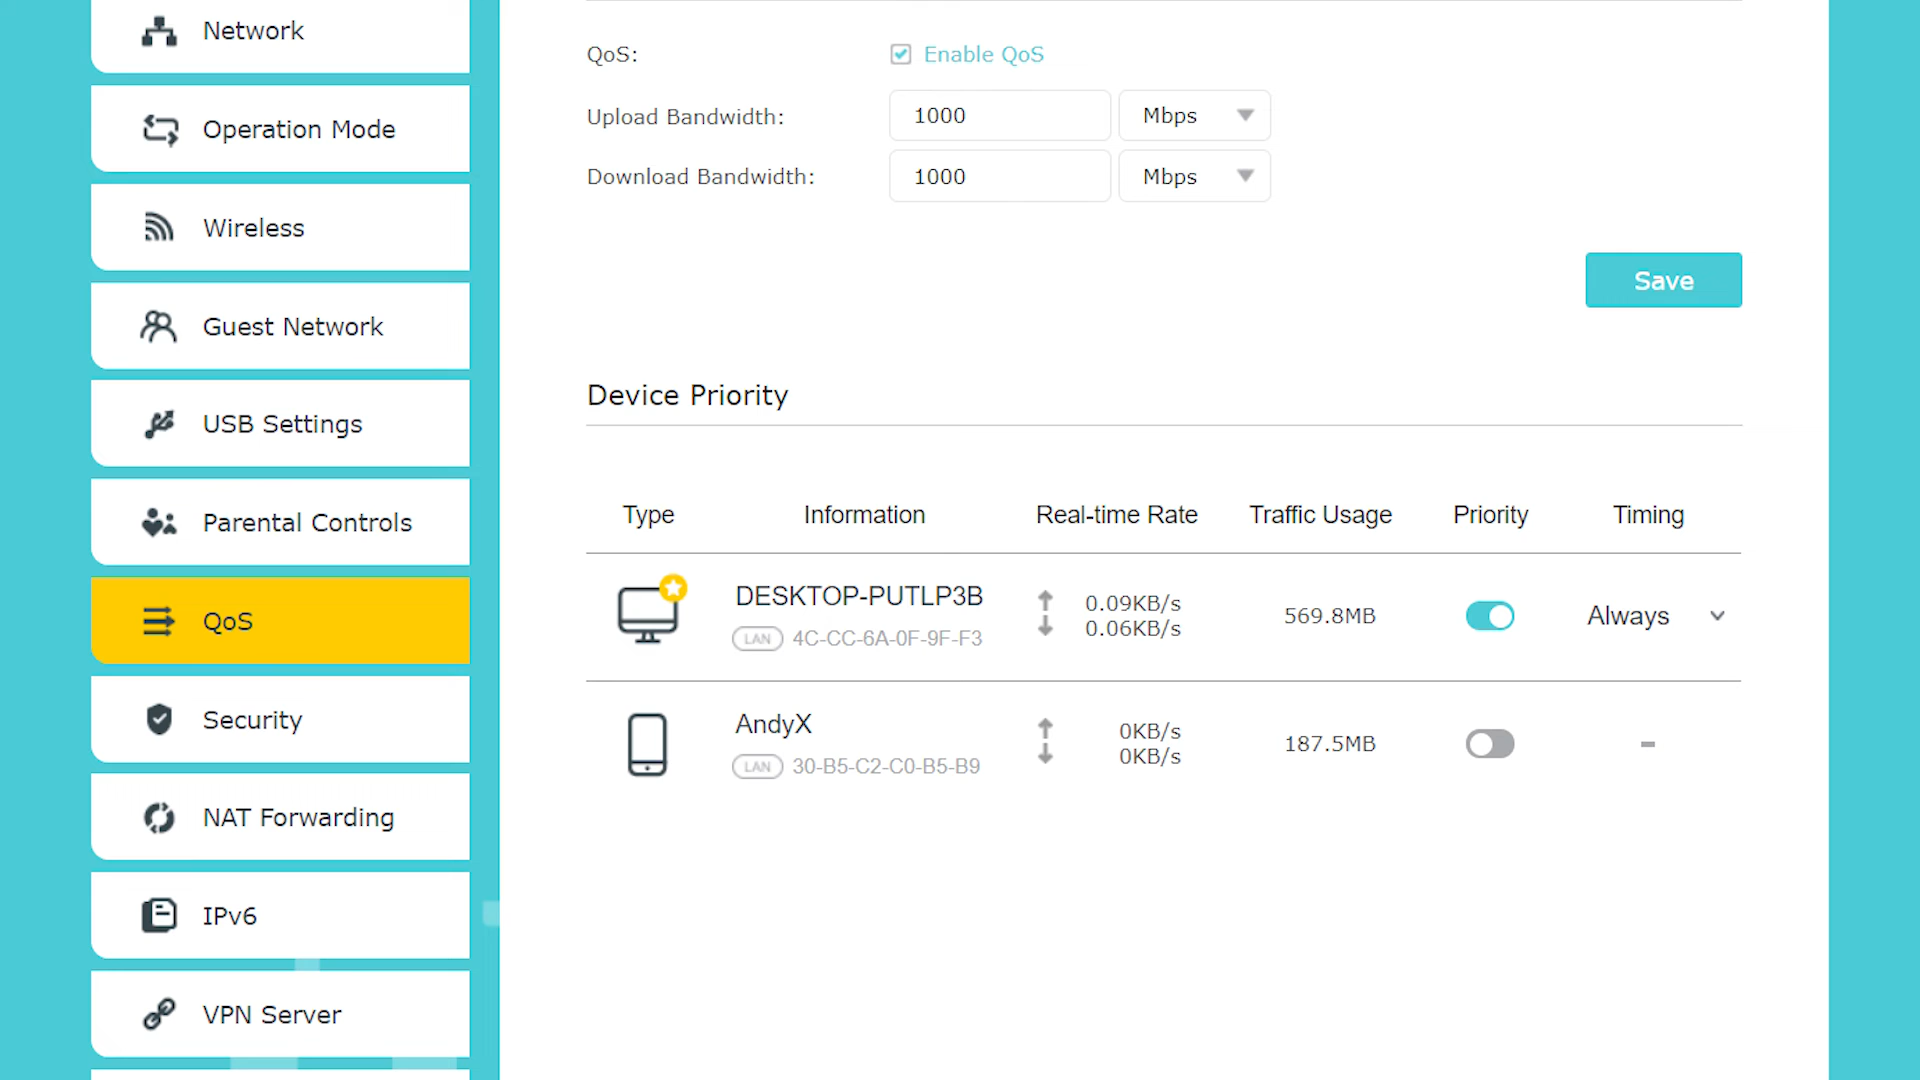 Network
Operation Mode
Wireless
Guest Network
USB Settings
Parental Controls
QoS
Security
NAT Forwarding
IPv6
VPN Server
QoS: Enable QoS
Upload Bandwidth: 1000 Mbps
Download Bandwidth: 1000 Mbps
Save
Device Priority
Type Information Real-time Rate Traffic Usage Priority Timing
DESKTOP-PUTLP3B
LAN 4C-CC-6A-0F-9F-F3
0.09KB/s
0.06KB/s
569.8MB
Always
AndyX
LAN 30-B5-C2-C0-B5-B9
0KB/s
0KB/s
187.5MB
-